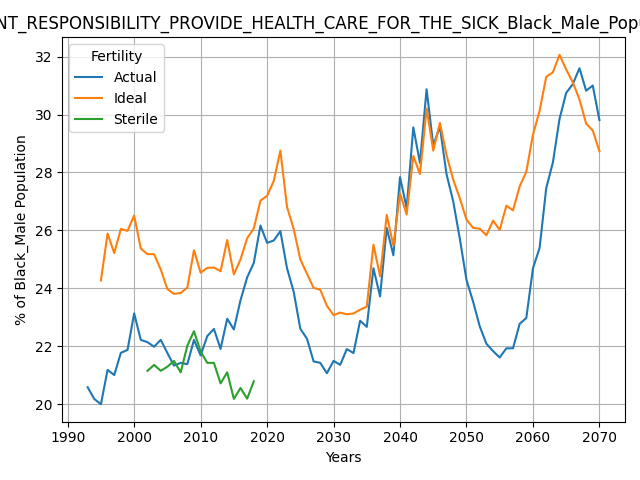 NT_RESPONSIBILITY_PROVIDE_HEALTH_CARE_FOR_THE_SICK_Black_Male_Popu
Fertility
Actual
Ideal
Sterile
% of Black_Male Population
32
30
28
26
24
22
20
1990 2000 2010 2020 2030 2040 2050 2060 2070
Years